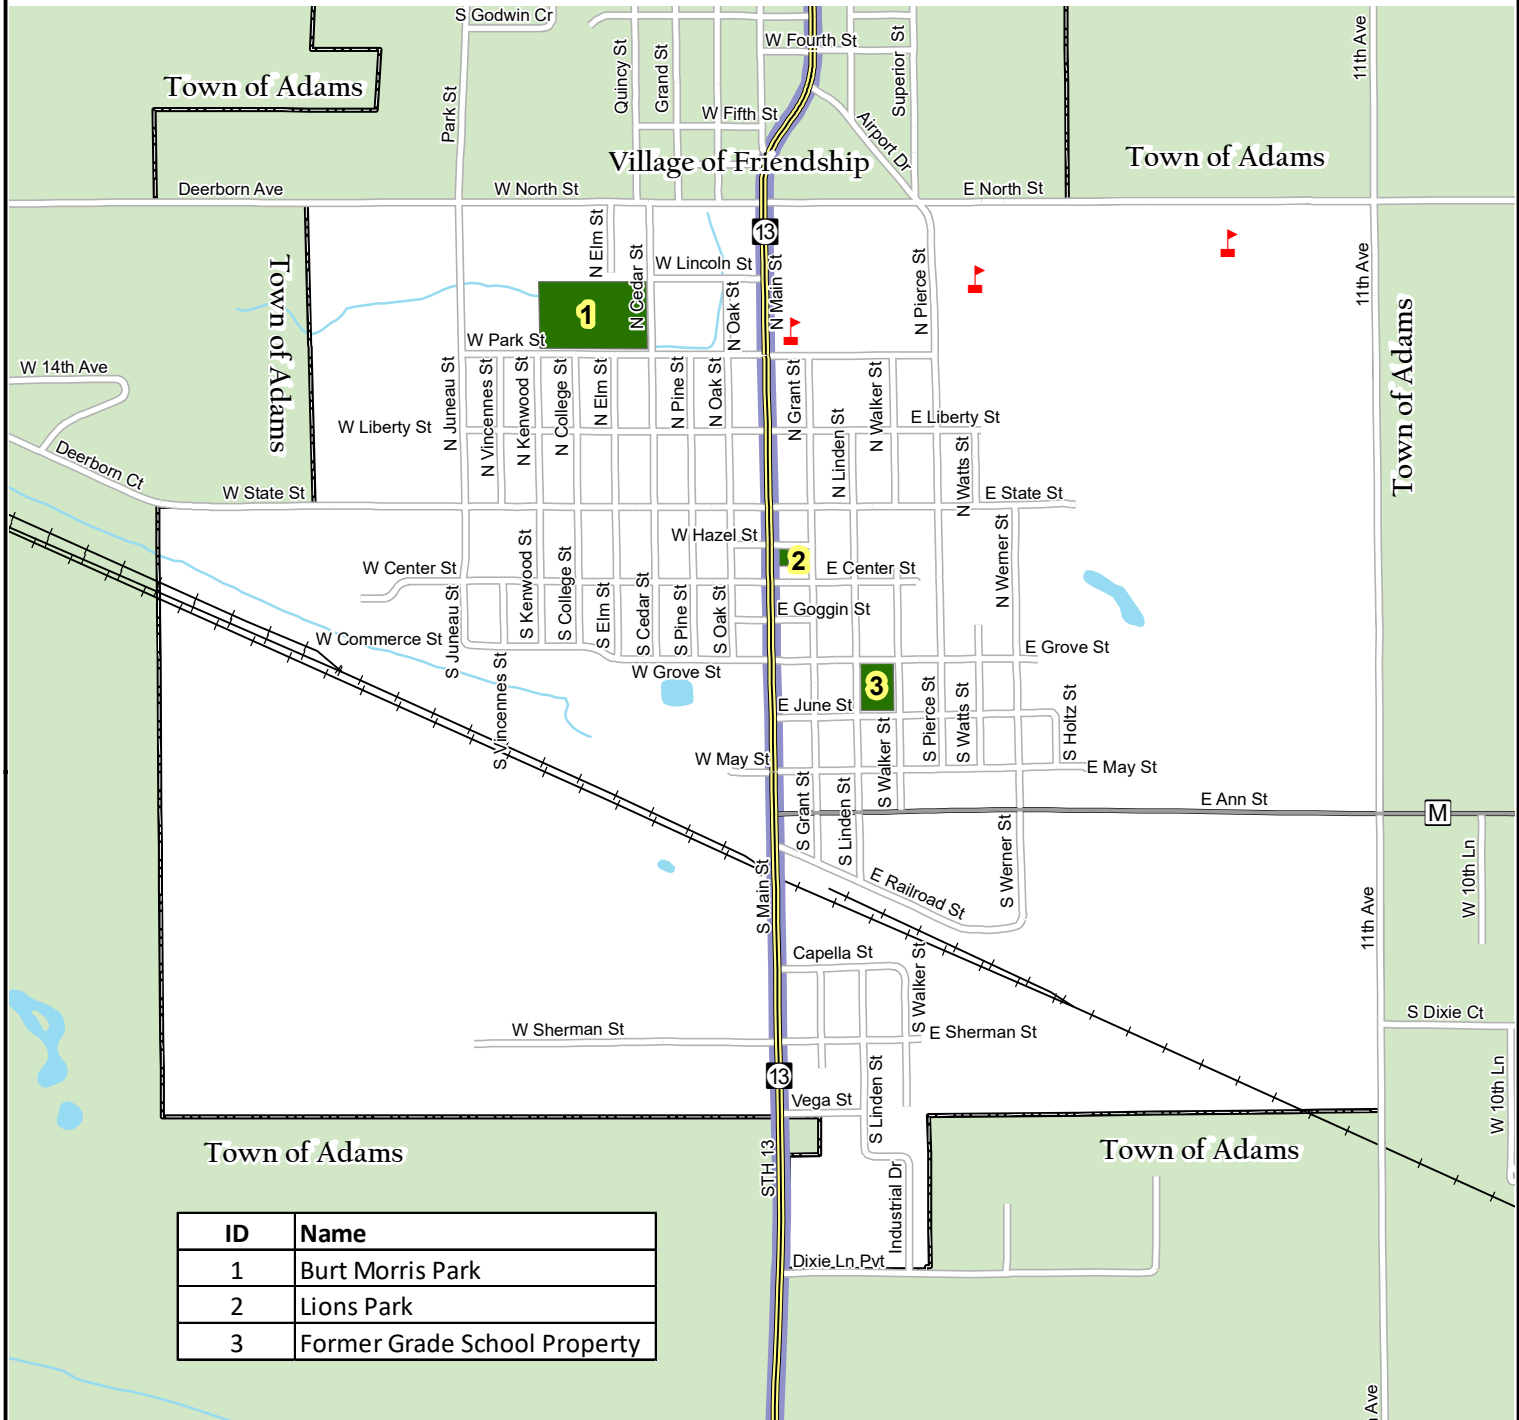 S Godwin Cr
W Fourth St
Superior St
11th Ave
Quincy St
Grand St
Town of Adams
Park St
W Fifth St
Airport Dr
Village of Friendship
Town of Adams
Deerborn Ave
W North St
E North St
13
N Elm St
N Cedar St
W Lincoln St
N Main St
N Pierce St
11th Ave
N Oak St
Town of Adams
1
W Park St
Town of Adams
W 14th Ave
N Juneau St
N Vincennes St
N Kenwood St
N College St
N Elm St
N Pine St
N Oak St
N Grant St
N Linden St
N Walker St
W Liberty St
E Liberty St
N Watts St
Deerborn Ct
W State St
E State St
W Hazel St
2
W Center St
E Center St
N Werner St
S Juneau St
S Kenwood St
S College St
S Elm St
S Cedar St
S Pine St
S Oak St
E Goggin St
W Commerce St
S Vincennes St
W Grove St
E Grove St
3
E June St
S Walker St
S Pierce St
S Watts St
S Holtz St
W May St
E May St
E Ann St
M
S Grant St
S Linden St
S Werner St
W 10th Ln
S Main St
E Railroad St
11th Ave
Capella St
S Walker St
S Dixie Ct
W Sherman St
E Sherman St
13
W 10th Ln
Vega St
S Linden St
Town of Adams
Town of Adams
STH 13
Industrial Dr
Dixie Ln Pvt
ID Name
1 Burt Morris Park
2 Lions Park
3 Former Grade School Property
Ave